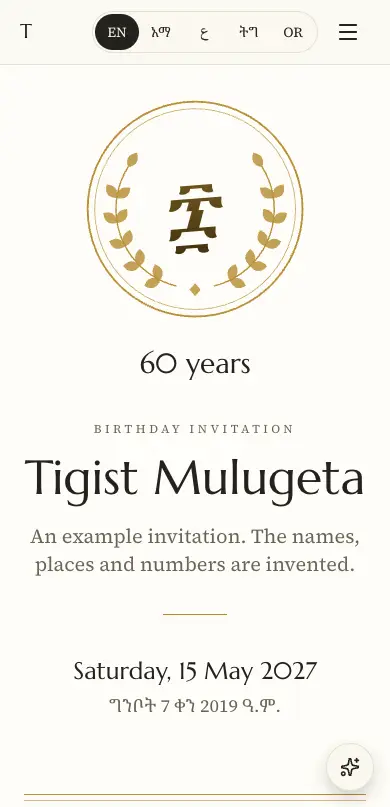 T
EN
አማ
ع
ትግ
OR
፷
60 years
BIRTHDAY INVITATION
Tigist Mulugeta
An example invitation. The names,
places and numbers are invented.
Saturday, 15 May 2027
ግንቦት 7 ቀን 2019 ዓ.ም.